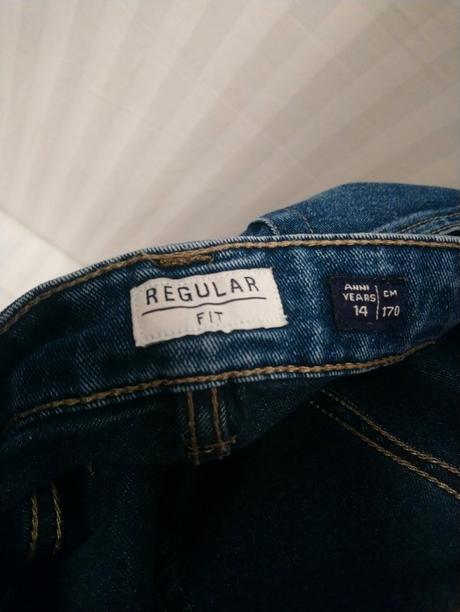 REGULAR
FIT
ANNI
YEARS CM
14 170